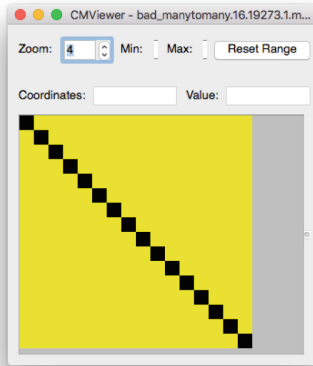 CMViewer - bad_manytomany.16.19273.1.m...
Zoom: 4 Min: Max: Reset Range
Coordinates: Value: